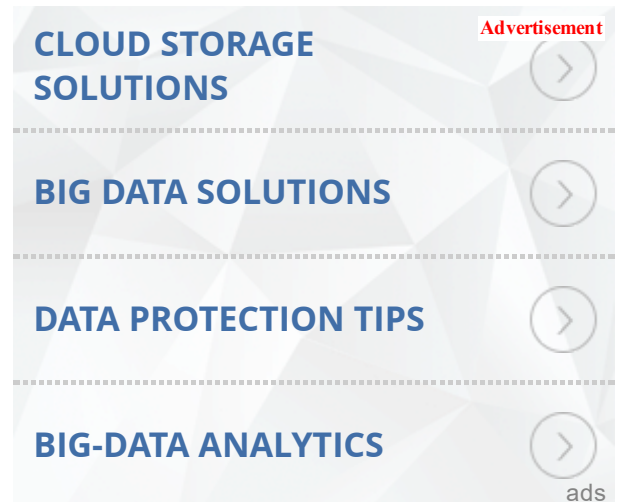 Advertisement
CLOUD STORAGE
SOLUTIONS
BIG DATA SOLUTIONS
DATA PROTECTION TIPS
BIG-DATA ANALYTICS
ads